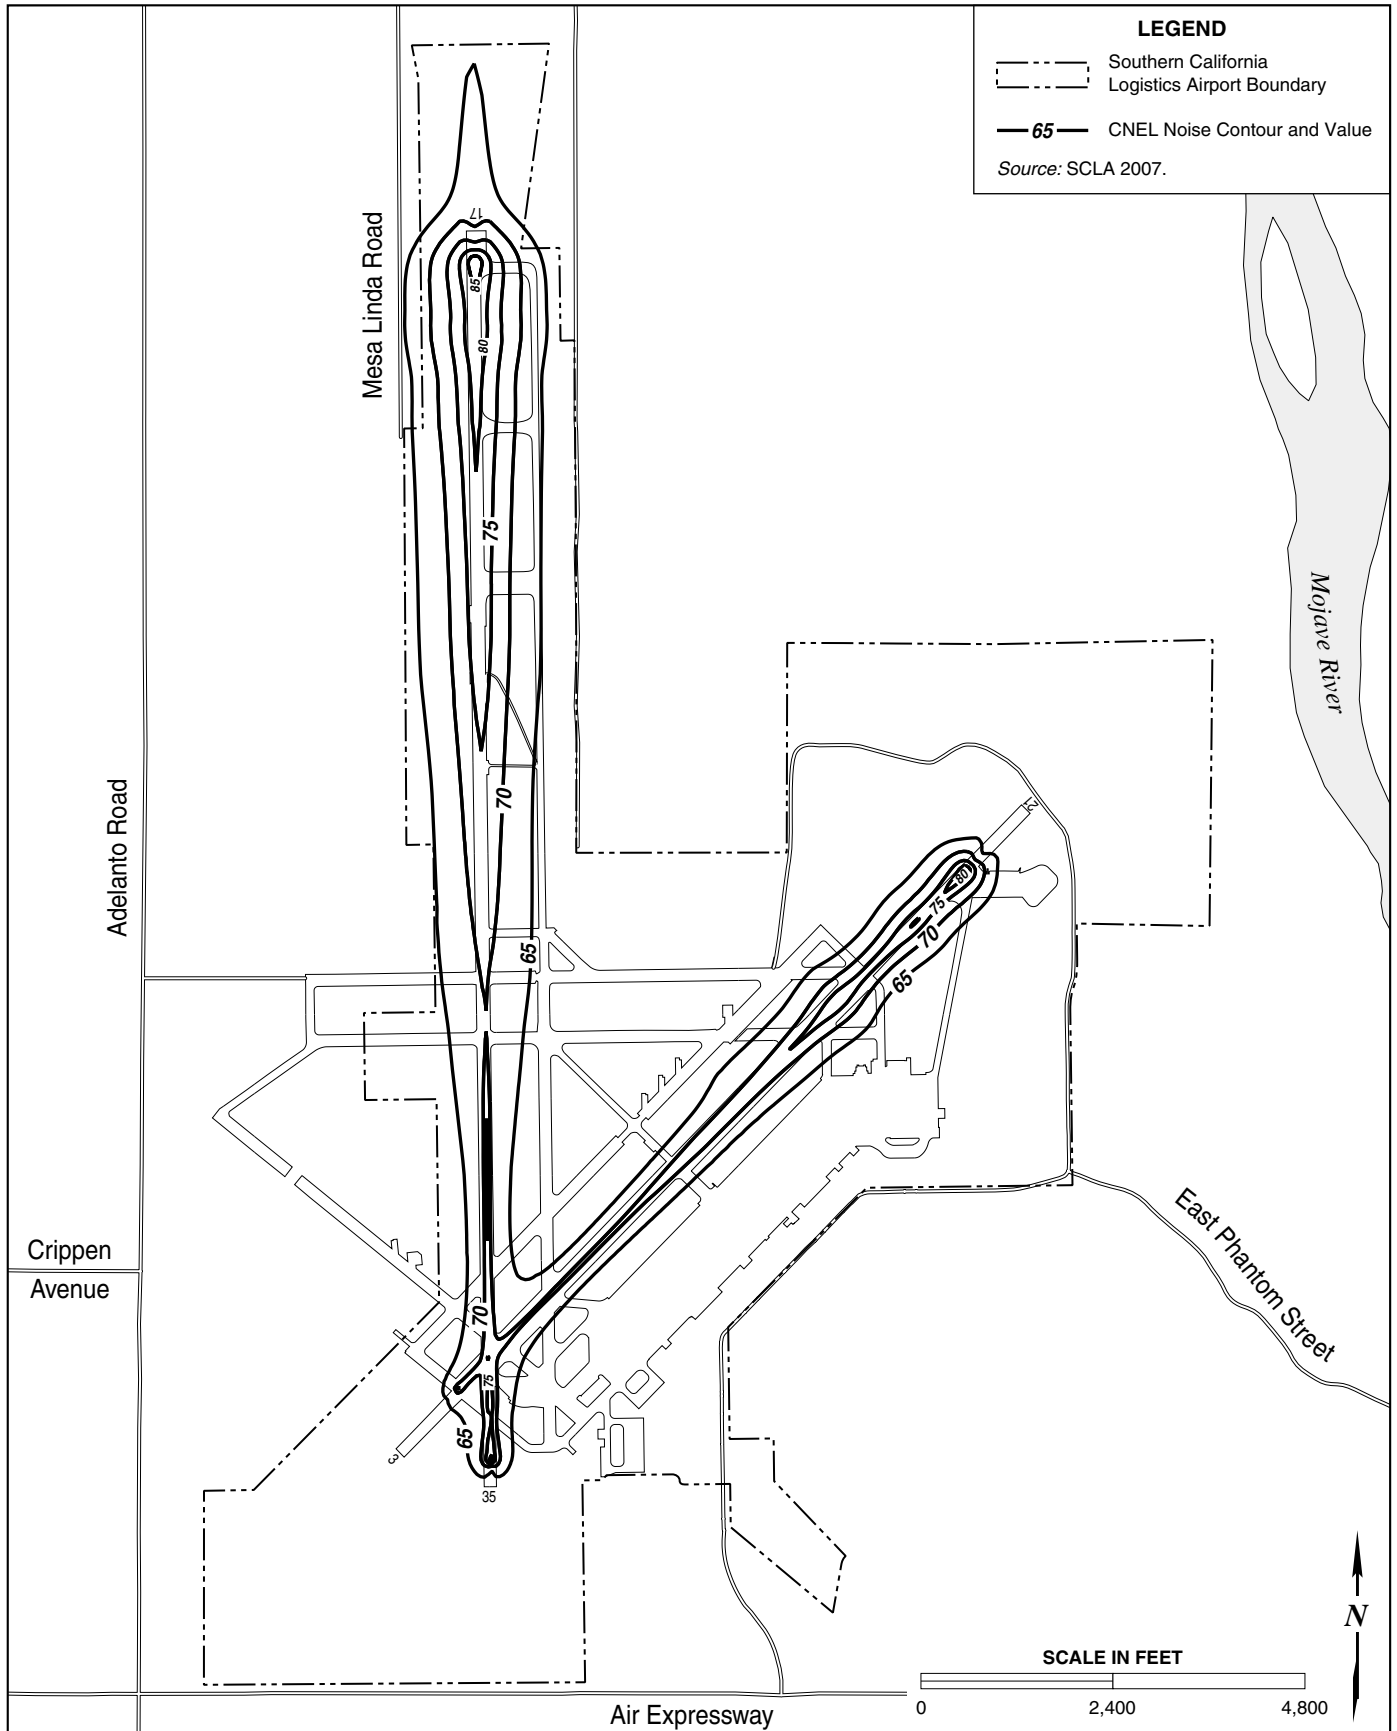 LEGEND
Southern California
Logistics Airport Boundary
65
CNEL Noise Contour and Value
Source: SCLA 2007.
17
Mesa Linda Road
85
80
75
Mojave River
70
Adelanto Road
21
80
75
70
65
65
Crippen
Avenue
East Phantom Street
70
75
65
3
35
N
SCALE IN FEET
0
2,400
4,800
Air Expressway